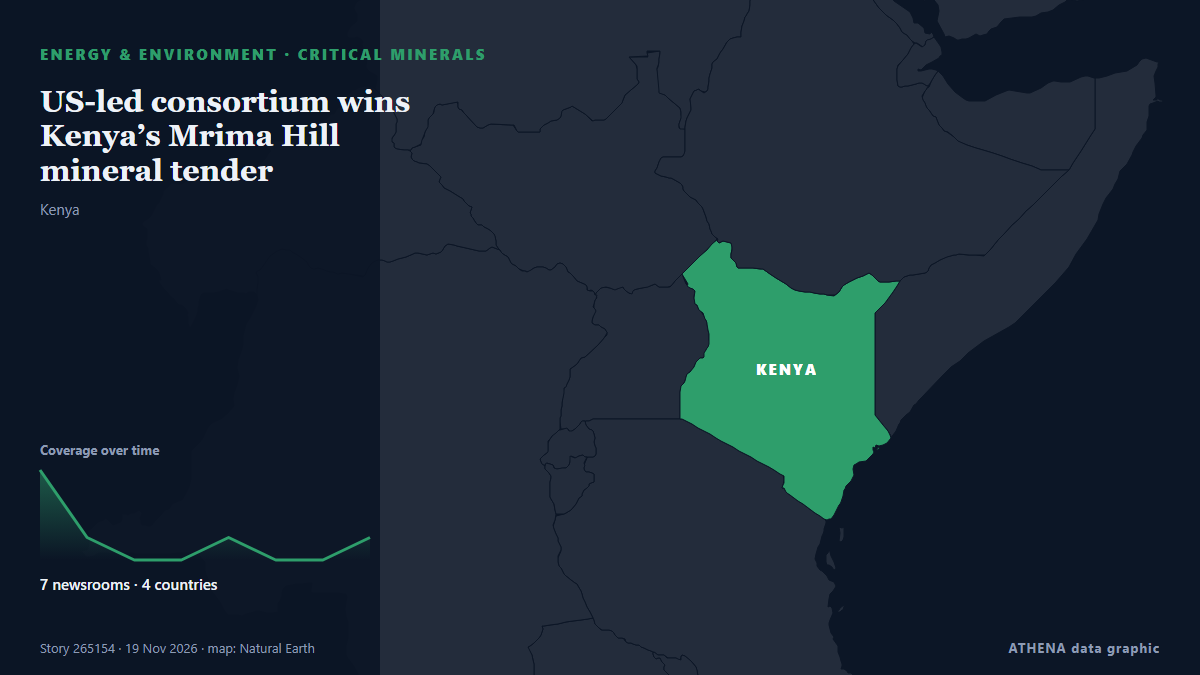 ENERGY & ENVIRONMENT · CRITICAL MINERALS
US-led consortium wins
Kenya’s Mrima Hill
mineral tender
Kenya
KENYA
Coverage over time
7 newsrooms · 4 countries
Story 265154 · 19 Nov 2026 · map: Natural Earth
ATHENA data graphic